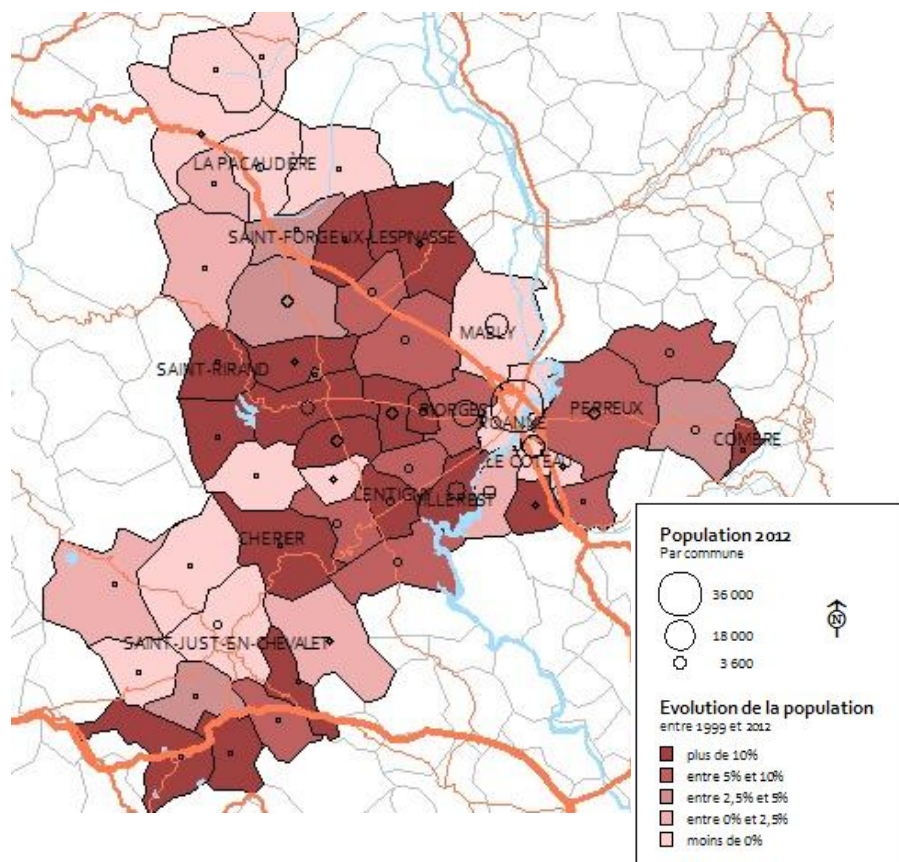 LA PACAUDÈRE
SAINT-FORGEUX-LESPINASSE
MABLY
SAINT-RIRAND
RIORGES
ROANNE
PERREUX
COMBRE
LE COTEAU
LENTIGNY
VILLEREST
CHERIER
SAINT-JUST-EN-CHEVALET
Population 2012
Par commune
36 000
18 000
3 600
N
Evolution de la population
entre 1999 et 2012
plus de 10%
entre 5% et 10%
entre 2,5% et 5%
entre 0% et 2,5%
moins de 0%